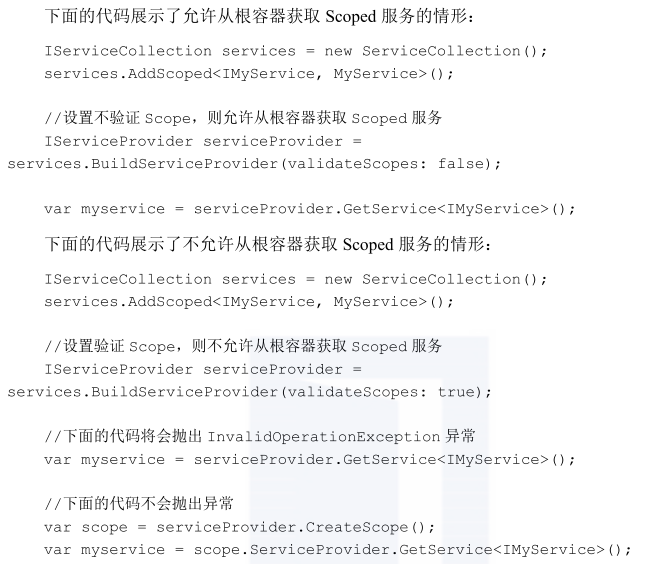 下面的代码展示了允许从根容器获取 Scoped 服务的情形：
IServiceCollection services = new ServiceCollection();
services.AddScoped<IMyService, MyService>();
//设置不验证 Scope，则允许从根容器获取 Scoped 服务
IServiceProvider serviceProvider =
services.BuildServiceProvider(validateScopes: false);
var myservice = serviceProvider.GetService<IMyService>();
下面的代码展示了不允许从根容器获取 Scoped 服务的情形：
IServiceCollection services = new ServiceCollection();
services.AddScoped<IMyService, MyService>();
//设置验证 Scope，则不允许从根容器获取 Scoped 服务
IServiceProvider serviceProvider =
services.BuildServiceProvider(validateScopes: true);
//下面的代码将会抛出 InvalidOperationException 异常
var myservice = serviceProvider.GetService<IMyService>();
//下面的代码不会抛出异常
var scope = serviceProvider.CreateScope();
var myservice = scope.ServiceProvider.GetService<IMyService>();